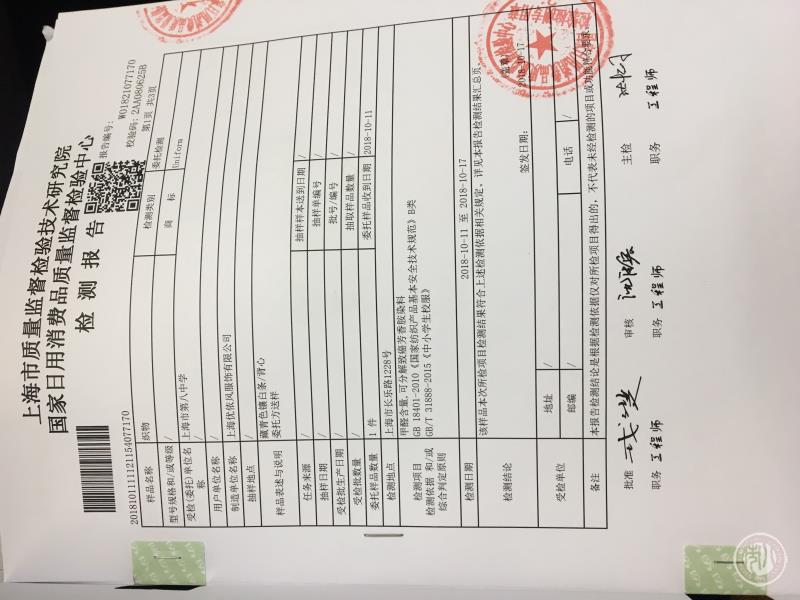 上海市质量监督检验技术研究院
国家日用消费品质量监督检验中心
检测报告
报告编号: W01821077170
校验码: 2AA080625B
第1页 共3页
20181011112115407​7170
样品名称 织物 检测类别 委托检测
型号规格和/或等级 / 商标 Uniform
受检(委托)单位名称 上海市第八中学
用户单位名称 /
制造单位名称 上海优依风服饰有限公司
抽样地点 /
样品表述与说明 藏青色镶白条/背心
委托方送样
任务来源 / 抽样样本送到日期 /
抽样日期 / 抽样单编号 /
受检批生产日期 / 批号/编号 /
受检批数量 / 抽取样品数量 /
委托样品数量 1 件 委托样品收到日期 2018-10-11
检测地点 上海市长乐路1228号
检测项目 甲醛含量,可分解致癌芳香胺染料
检测依据 和/或 GB 18401-2010《国家纺织产品基本安全技术规范》B类
综合判定原则 GB/T 31888-2015《中小学生校服》
检测日期 2018-10-11 至 2018-10-17
检测结论 该样品本次所检项目检测结果符合上述检测依据相关规定。详见本报告检测结果汇总页。
签发日期: 2018-10-17
受检单位 地址 /
邮编 / 电话 /
备注 本报告检测结论是根据检测依据仅对所检项目得出的,不代表未经检测的项目或功能符合要求
批准 审核 主检
职务 工程师 职务 工程师 职务 工程师